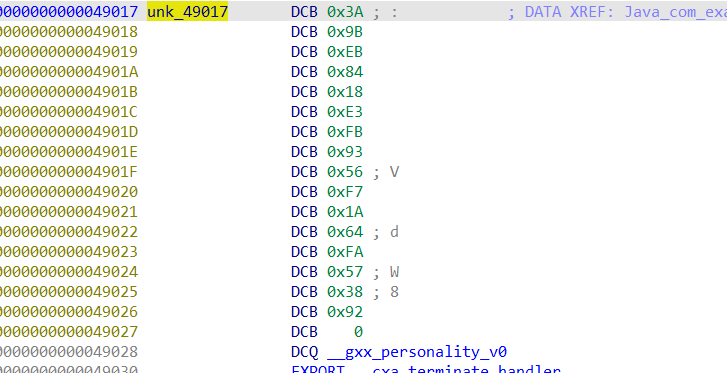 0000000000049017 unk_49017 DCB 0x3A ; : ; DATA XREF: Java_com_exa
0000000000049018 DCB 0x9B
0000000000049019 DCB 0xEB
000000000004901A DCB 0x84
000000000004901B DCB 0x18
000000000004901C DCB 0xE3
000000000004901D DCB 0xFB
000000000004901E DCB 0x93
000000000004901F DCB 0x56 ; V
0000000000049020 DCB 0xF7
0000000000049021 DCB 0x1A
0000000000049022 DCB 0x64 ; d
0000000000049023 DCB 0xFA
0000000000049024 DCB 0x57 ; W
0000000000049025 DCB 0x38 ; 8
0000000000049026 DCB 0x92
0000000000049027 DCB 0
0000000000049028 DCQ __gxx_personality_v0
0000000000049030 EXPORT __cxa_terminate_handler